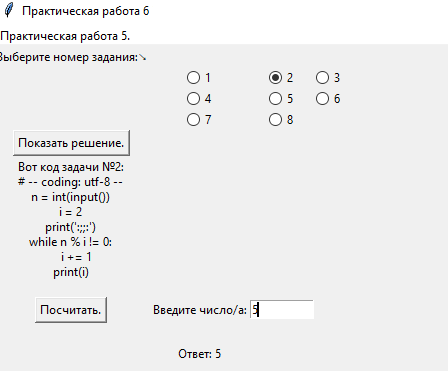 Практическая работа 6
Практическая работа 5.
Выберите номер задания:↘
1 2 3
4 5 6
7 8
Показать решение.
Вот код задачи №2:
# -- coding: utf-8 --
n = int(input())
i = 2
print(':;;:')
while n % i != 0:
i += 1
print(i)
Посчитать. Введите число/а: 5
Ответ: 5